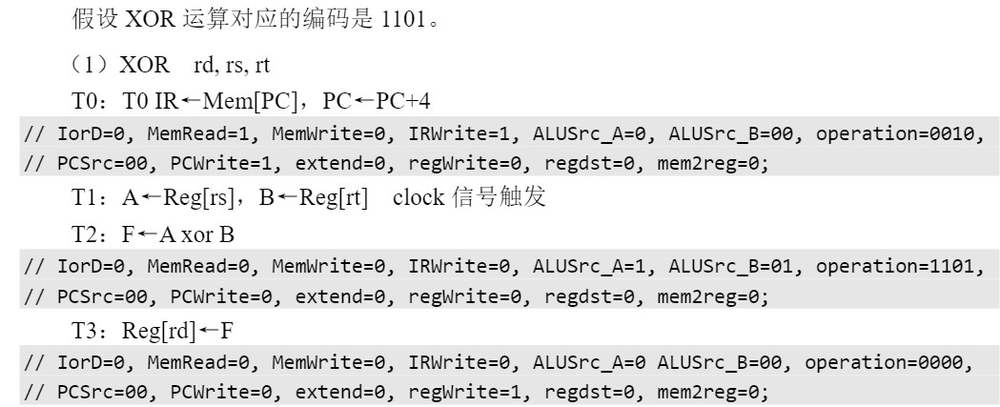 假设 XOR 运算对应的编码是 1101。
（1）XOR rd, rs, rt
T0：T0 IR←Mem[PC]，PC←PC+4
// IorD=0, MemRead=1, MemWrite=0, IRWrite=1, ALUSrc_A=0, ALUSrc_B=00, operation=0010,
// PCSrc=00, PCWrite=1, extend=0, regWrite=0, regdst=0, mem2reg=0;
T1：A←Reg[rs]，B←Reg[rt] clock 信号触发
T2：F←A xor B
// IorD=0, MemRead=0, MemWrite=0, IRWrite=0, ALUSrc_A=1, ALUSrc_B=01, operation=1101,
// PCSrc=00, PCWrite=0, extend=0, regWrite=0, regdst=0, mem2reg=0;
T3：Reg[rd]←F
// IorD=0, MemRead=0, MemWrite=0, IRWrite=0, ALUSrc_A=0 ALUSrc_B=00, operation=0000,
// PCSrc=00, PCWrite=0, extend=0, regWrite=1, regdst=0, mem2reg=0;